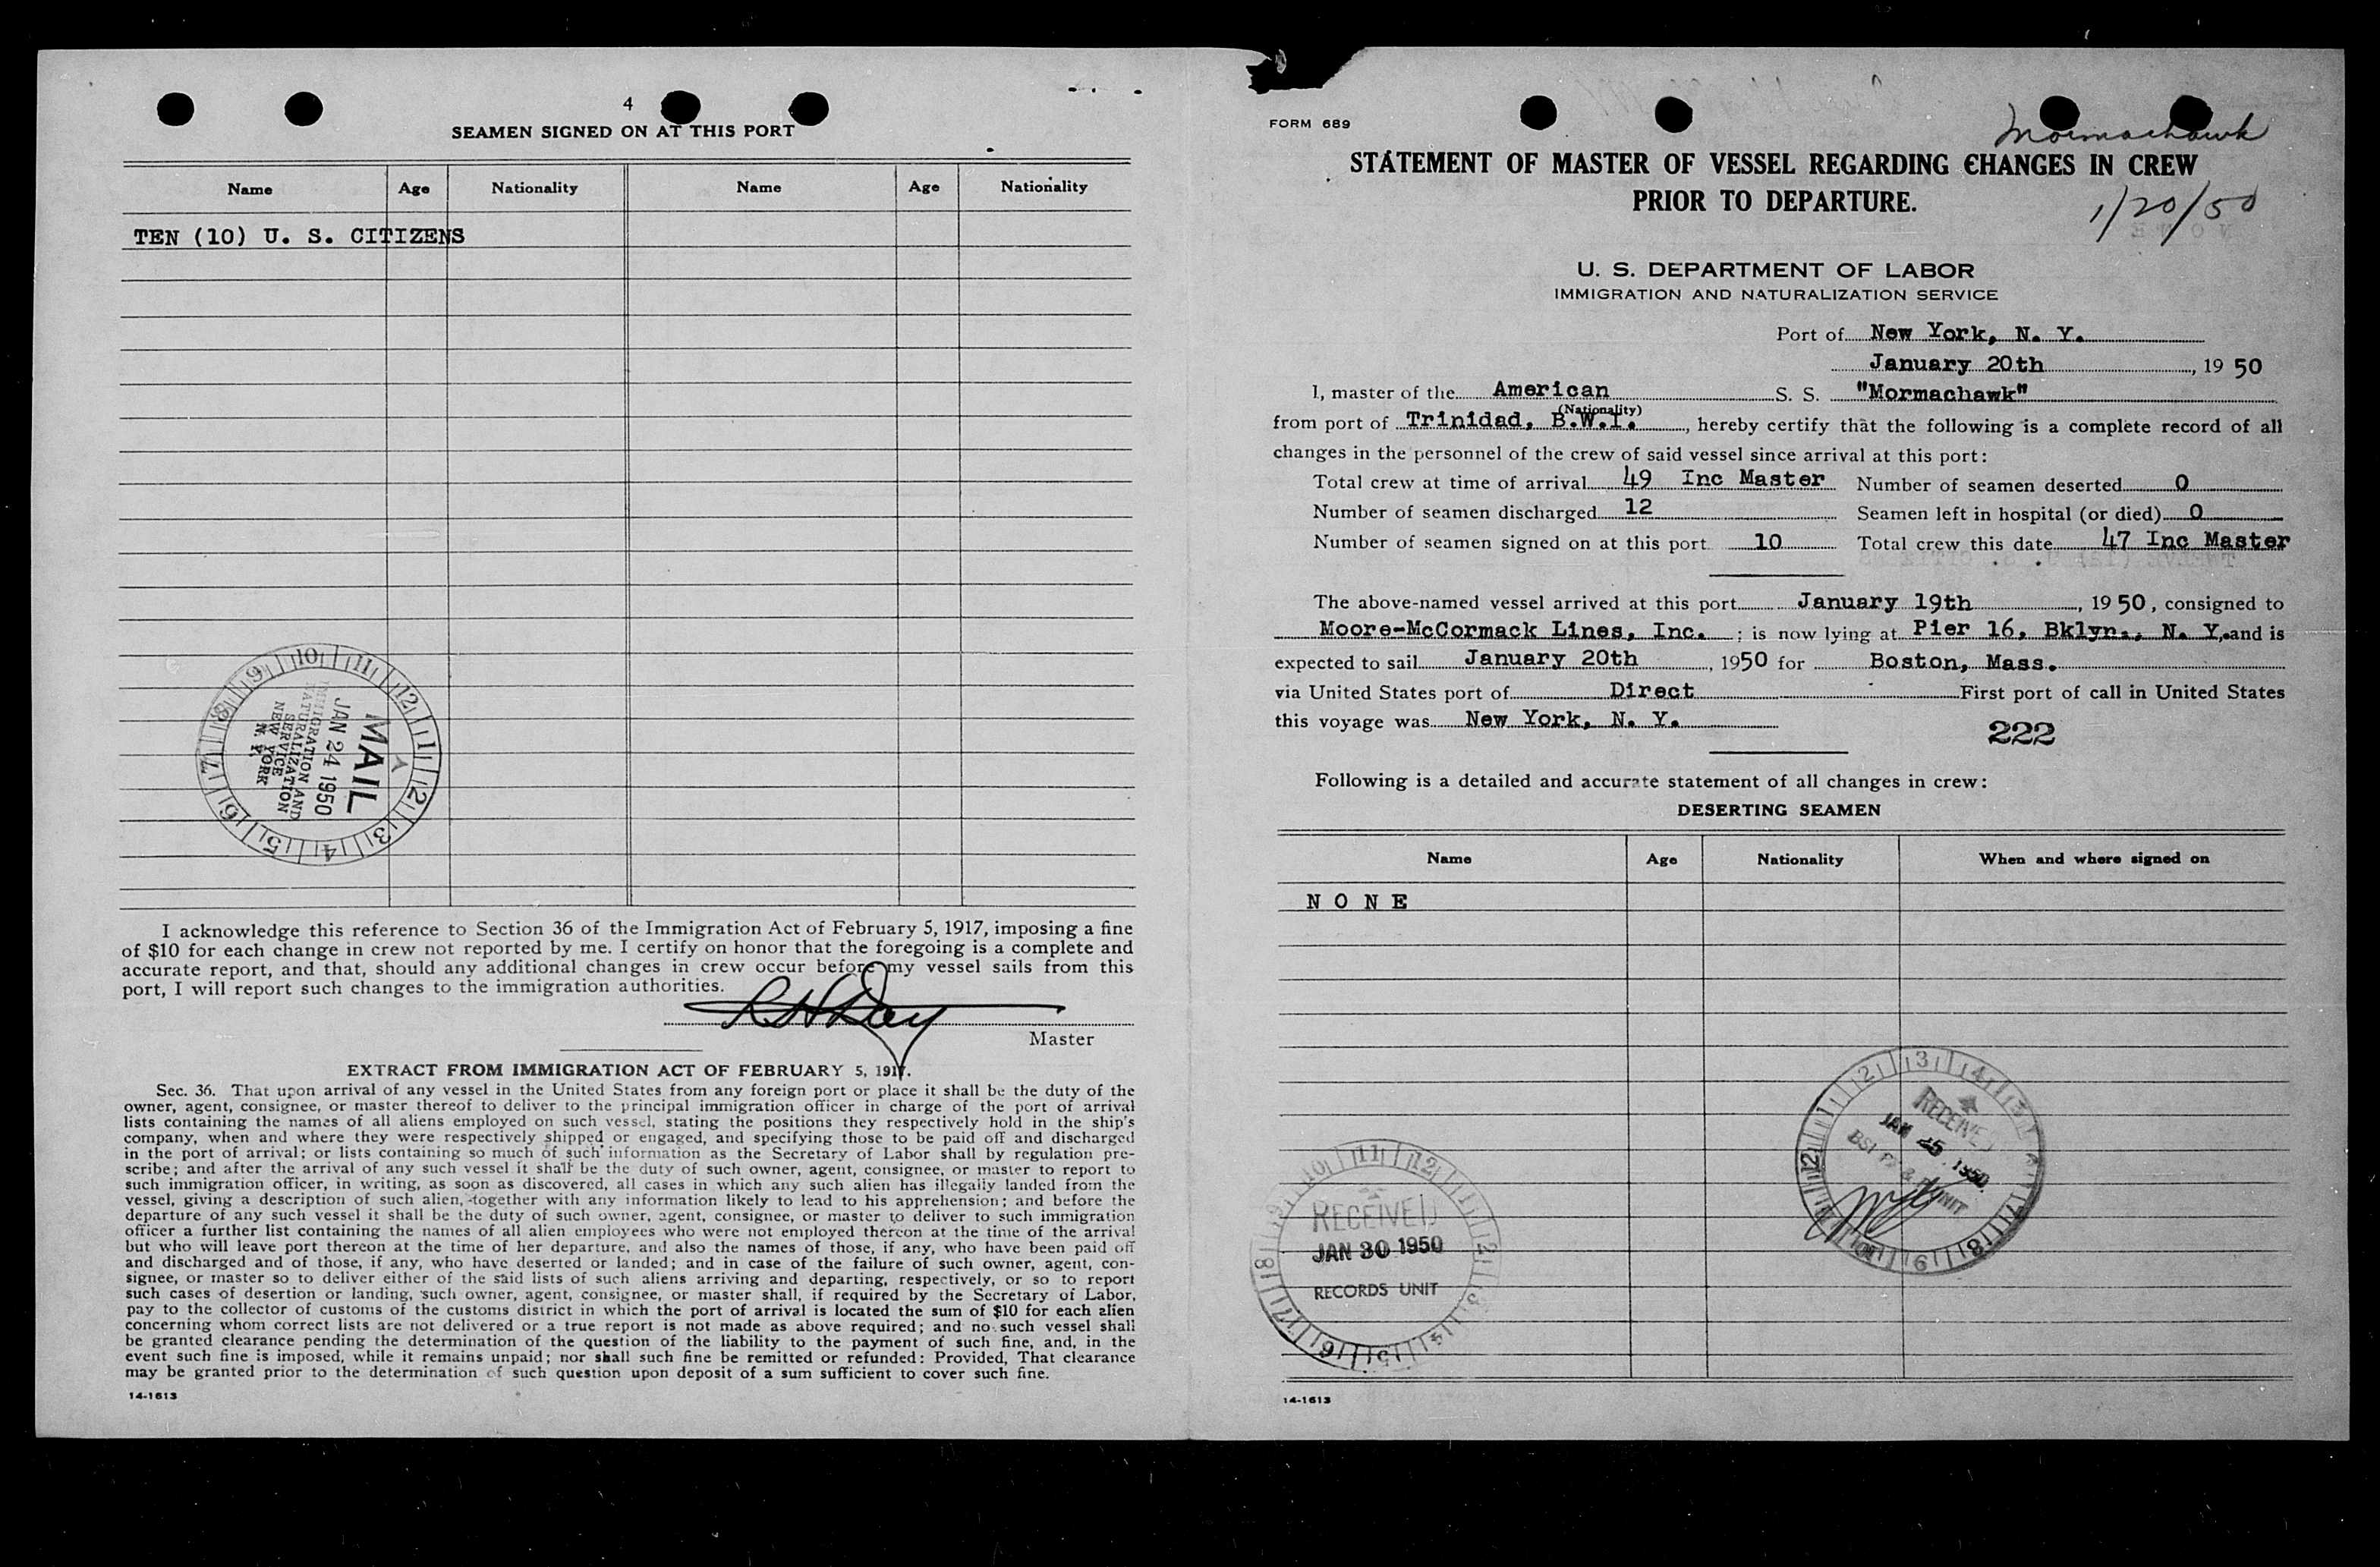 4
SEAMEN SIGNED ON AT THIS PORT
Name Age Nationality Name Age Nationality
TEN (10) U. S. CITIZENS
10 11 12 1 2 3 4 5 6 7 8 9
MAIL
JAN 24 1950
IMMIGRATION AND
NATURALIZATION
SERVICE
NEW YORK
N. Y.
I acknowledge this reference to Section 36 of the Immigration Act of February 5, 1917, imposing a fine
of $10 for each change in crew not reported by me. I certify on honor that the foregoing is a complete and
accurate report, and that, should any additional changes in crew occur before my vessel sails from this
port, I will report such changes to the immigration authorities.
R H Day
Master
EXTRACT FROM IMMIGRATION ACT OF FEBRUARY 5, 1917.
Sec. 36. That upon arrival of any vessel in the United States from any foreign port or place it shall be the duty of the
owner, agent, consignee, or master thereof to deliver to the principal immigration officer in charge of the port of arrival
lists containing the names of all aliens employed on such vessel, stating the positions they respectively hold in the ship's
company, when and where they were respectively shipped or engaged, and specifying those to be paid off and discharged
in the port of arrival; or lists containing so much of such information as the Secretary of Labor shall by regulation pre-
scribe; and after the arrival of any such vessel it shall be the duty of such owner, agent, consignee, or master to report to
such immigration officer, in writing, as soon as discovered, all cases in which any such alien has illegally landed from the
vessel, giving a description of such alien, together with any information likely to lead to his apprehension; and before the
departure of any such vessel it shall be the duty of such owner, agent, consignee, or master to deliver to such immigration
officer a further list containing the names of all alien employees who were not employed thereon at the time of the arrival
but who will leave port thereon at the time of her departure, and also the names of those, if any, who have been paid off
and discharged and of those, if any, who have deserted or landed; and in case of the failure of such owner, agent, con-
signee, or master so to deliver either of the said lists of such aliens arriving and departing, respectively, or so to report
such cases of desertion or landing, such owner, agent, consignee, or master shall, if required by the Secretary of Labor,
pay to the collector of customs of the customs district in which the port of arrival is located the sum of $10 for each alien
concerning whom correct lists are not delivered or a true report is not made as above required; and no such vessel shall
be granted clearance pending the determination of the question of the liability to the payment of such fine, and, in the
event such fine is imposed, while it remains unpaid; nor shall such fine be remitted or refunded: Provided, That clearance
may be granted prior to the determination of such question upon deposit of a sum sufficient to cover such fine.
14-1613
FORM 689
Mormachawk
STATEMENT OF MASTER OF VESSEL REGARDING CHANGES IN CREW
PRIOR TO DEPARTURE.
1/20/50
U. S. DEPARTMENT OF LABOR
IMMIGRATION AND NATURALIZATION SERVICE
Port of New York, N. Y.
January 20th, 19 50
I, master of the American S. S. "Mormachawk"
(Nationality)
from port of Trinidad, B.W.I., hereby certify that the following is a complete record of all
changes in the personnel of the crew of said vessel since arrival at this port:
Total crew at time of arrival 49 Inc Master Number of seamen deserted 0
Number of seamen discharged 12 Seamen left in hospital (or died) 0
Number of seamen signed on at this port 10 Total crew this date 47 Inc Master
The above-named vessel arrived at this port January 19th, 19 50, consigned to
Moore-McCormack Lines, Inc. ; is now lying at Pier 16, Bklyn., N. Y. and is
expected to sail January 20th, 1950 for Boston, Mass.
via United States port of Direct First port of call in United States
this voyage was New York, N. Y.
222
Following is a detailed and accurate statement of all changes in crew:
DESERTING SEAMEN
Name Age Nationality When and where signed on
N O N E
RECEIVED
JAN 25 1950
RECEIVED
JAN 30 1950
RECORDS UNIT
14-1613